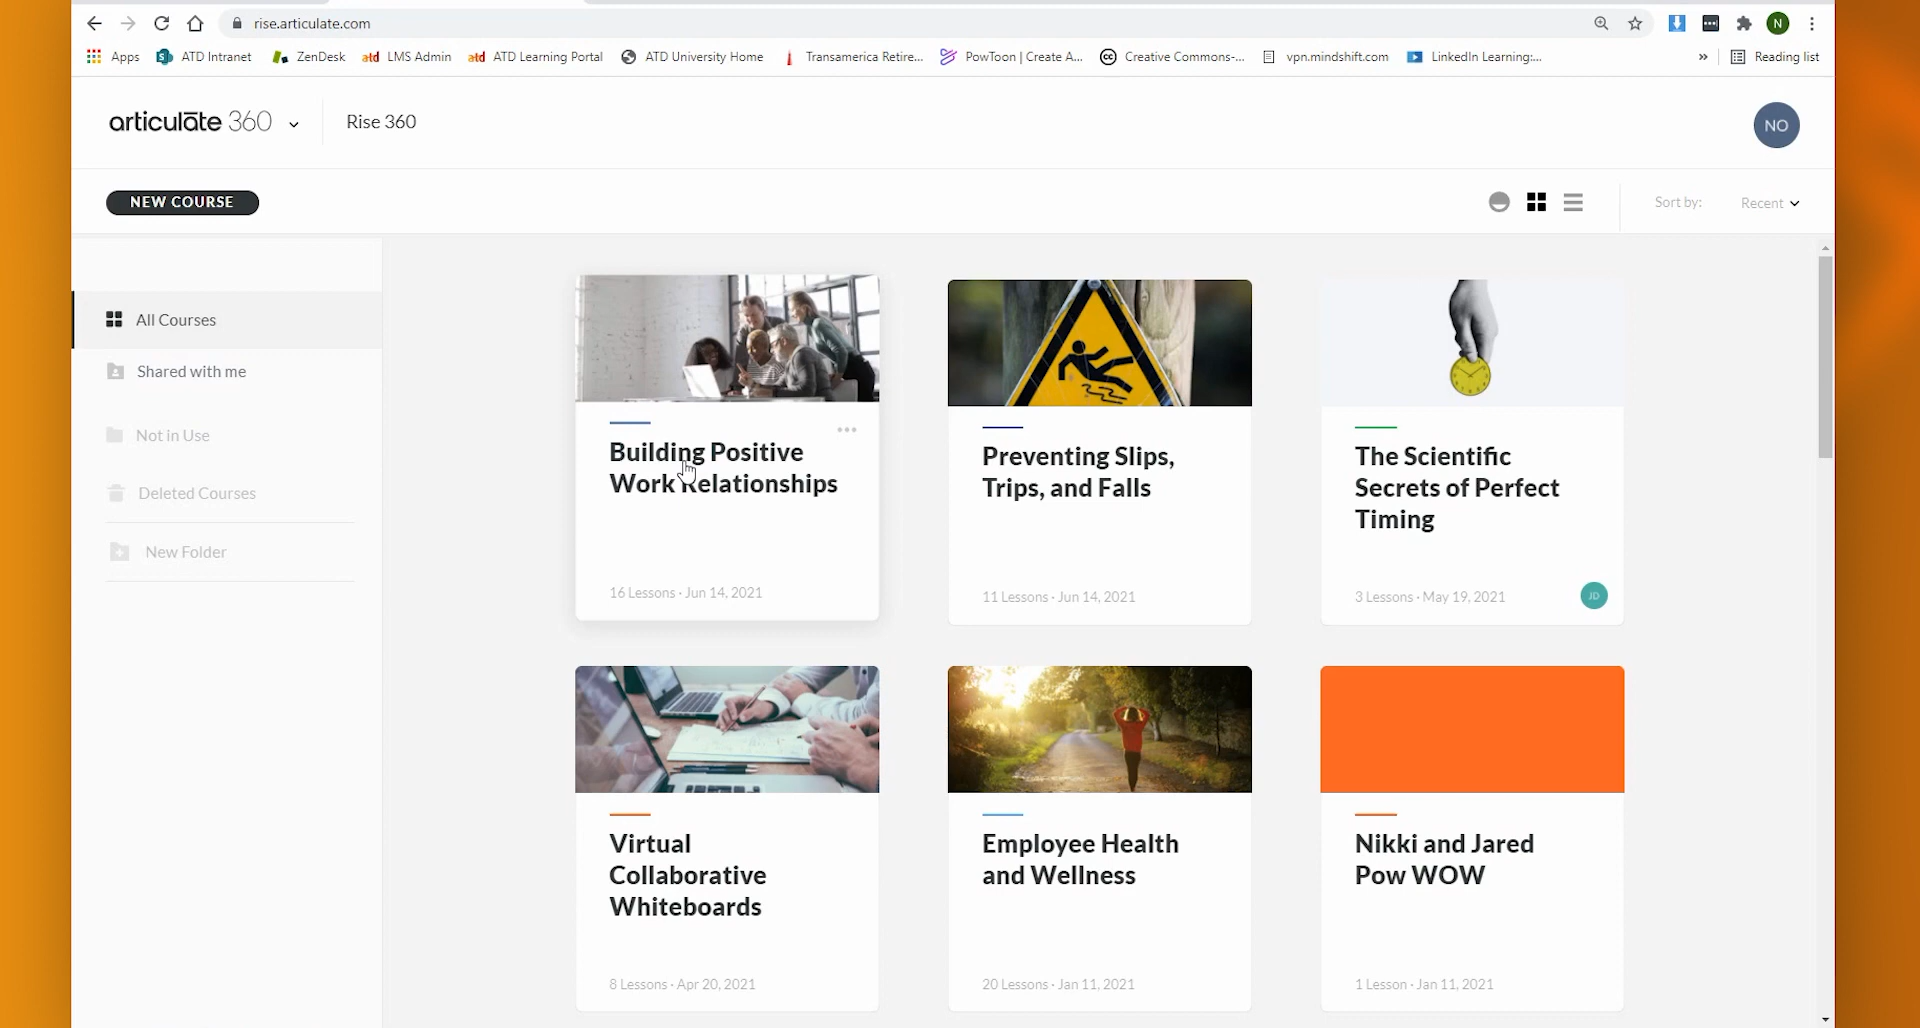 rise.articulate.com
N
Apps
ATD Intranet
ZenDesk
atd LMS Admin
atd ATD Learning Portal
ATD University Home
Transamerica Retire...
PowToon | Create A...
cc Creative Commons-...
vpn.mindshift.com
LinkedIn Learning:...
»
Reading list
articulāte 360
Rise 360
NO
NEW COURSE
Sort by:
Recent
All Courses
Shared with me
Not in Use
Deleted Courses
New Folder
Building Positive
Work Relationships
16 Lessons · Jun 14, 2021
Preventing Slips,
Trips, and Falls
11 Lessons · Jun 14, 2021
The Scientific
Secrets of Perfect
Timing
3 Lessons · May 19, 2021
JD
Virtual
Collaborative
Whiteboards
8 Lessons · Apr 20, 2021
Employee Health
and Wellness
20 Lessons · Jan 11, 2021
Nikki and Jared
Pow WOW
1 Lesson · Jan 11, 2021